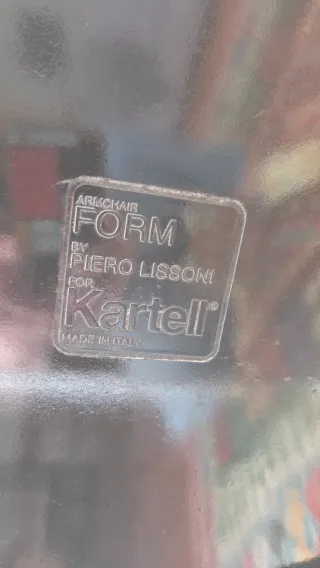 ARMCHAIR
FORM
BY
PIERO LISSONI
FOR
Kartell®
MADE IN ITALY